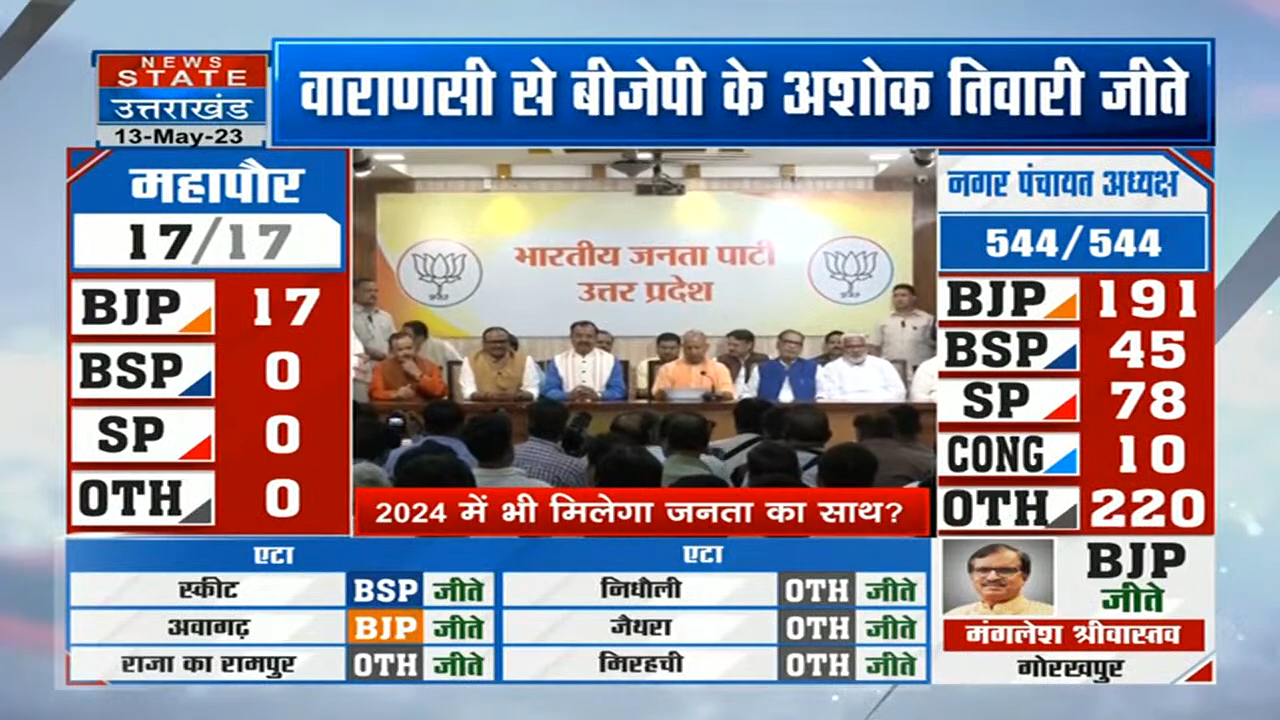 NEWS
STATE
उत्तराखंड
13-May-23
वाराणसी से बीजेपी के अशोक तिवारी जीते
महापौर
17/17
BJP 17
BSP 0
SP 0
OTH 0
भारतीय जनता पार्टी
उत्तर प्रदेश
2024 में भी मिलेगा जनता का साथ?
नगर पंचायत अध्यक्ष
544/544
BJP 191
BSP 45
SP 78
CONG 10
OTH 220
एटा एटा
स्कीट BSP जीते निधौली OTH जीते
अवागढ़ BJP जीते जैथरा OTH जीते
राजा का रामपुर OTH जीते मिरहची OTH जीते
BJP
जीते
मंगलेश श्रीवास्तव
गोरखपुर